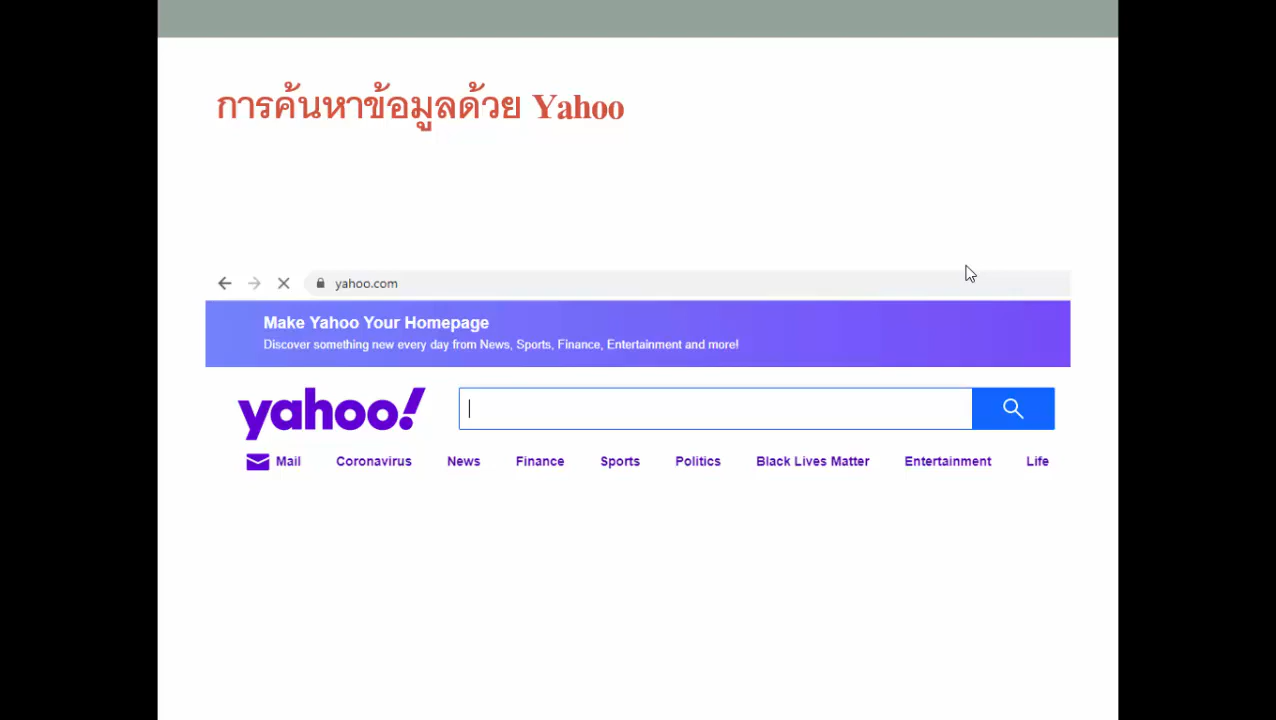 การค้นหาข้อมูลด้วย Yahoo
yahoo.com
Make Yahoo Your Homepage
Discover something new every day from News, Sports, Finance, Entertainment and more!
yahoo!
Mail Coronavirus News Finance Sports Politics Black Lives Matter Entertainment Life